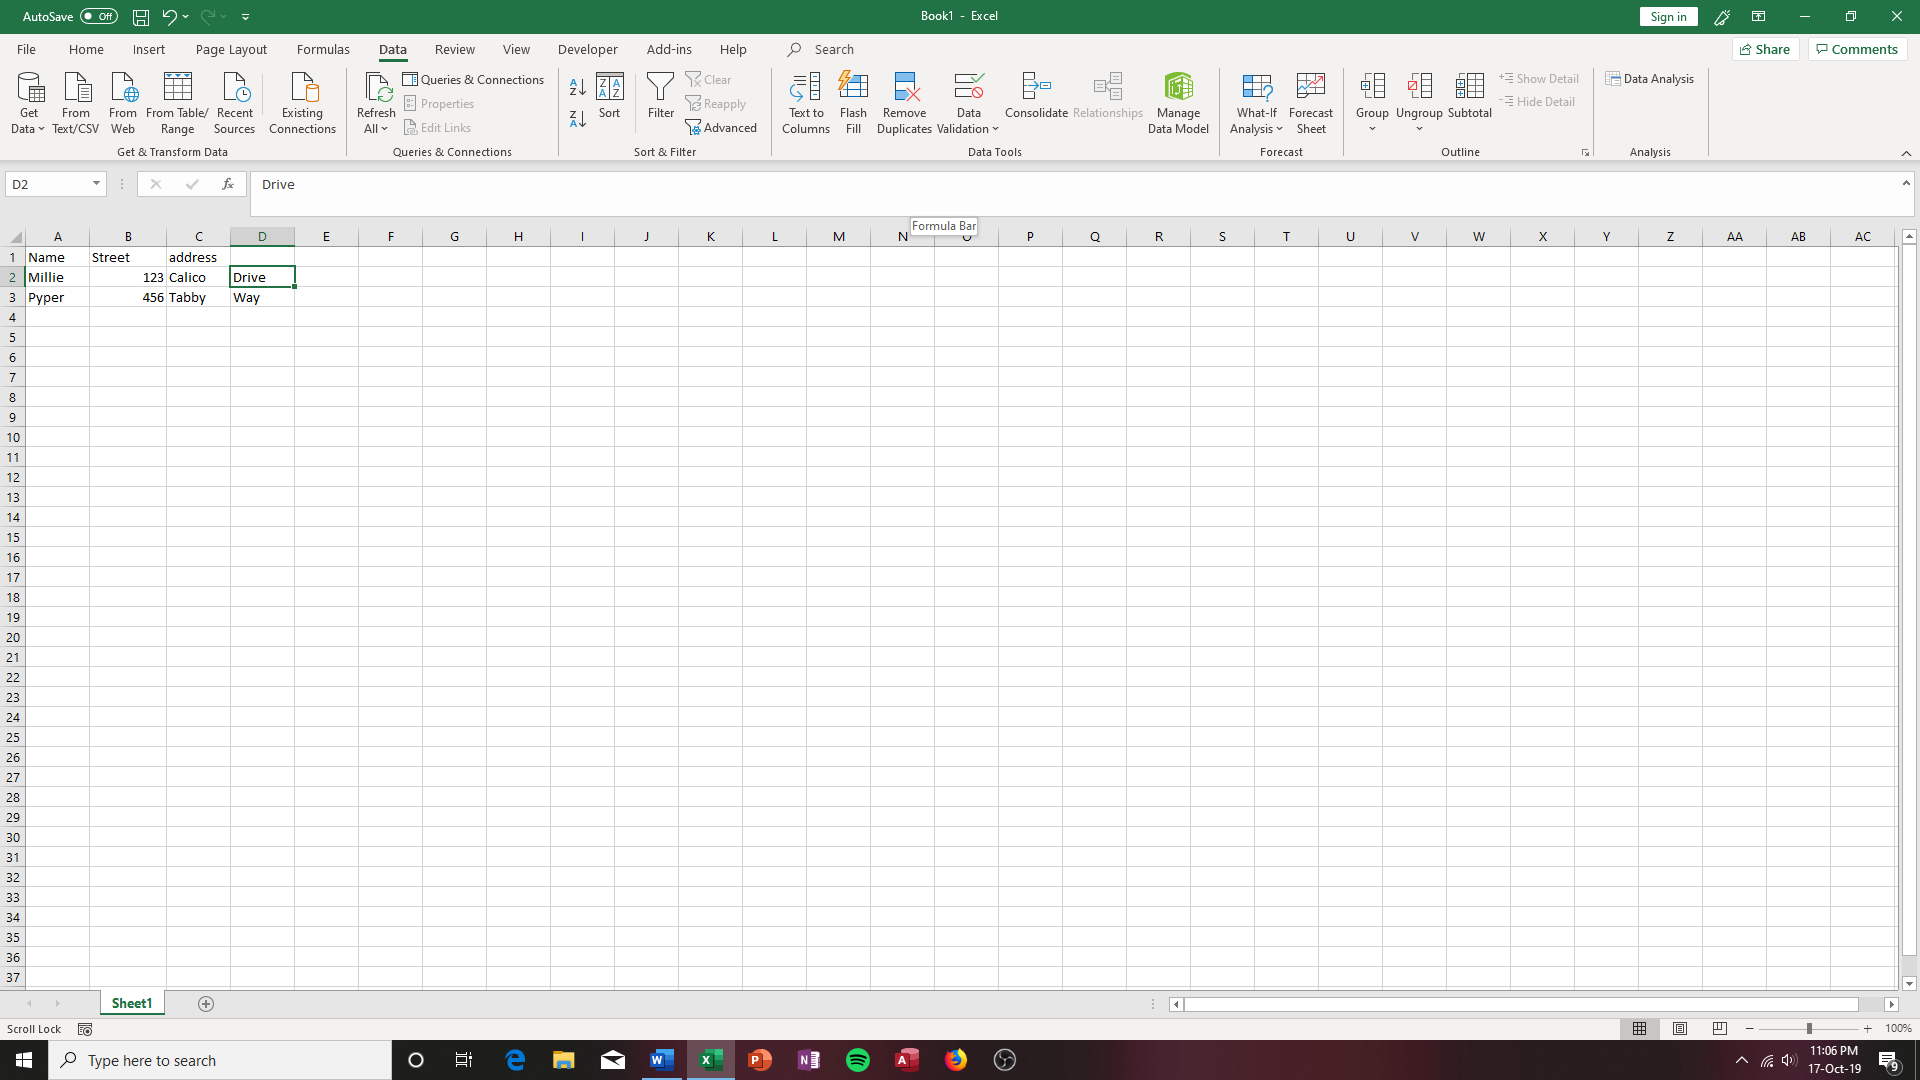 AutoSave Off Book1 - Excel Sign in
File Home Insert Page Layout Formulas Data Review View Developer Add-ins Help Search Share Comments
Get Data
From Text/CSV
From Web
From Table/ Range
Recent Sources
Existing Connections
Get & Transform Data
Refresh All
Queries & Connections
Properties
Edit Links
Queries & Connections
Sort
Filter
Clear
Reapply
Advanced
Sort & Filter
Text to Columns
Flash Fill
Remove Duplicates
Data Validation
Consolidate
Relationships
Manage Data Model
Data Tools
What-If Analysis
Forecast Sheet
Forecast
Group
Ungroup
Subtotal
Show Detail
Hide Detail
Outline
Data Analysis
Analysis
D2 fx Drive
Formula Bar
A B C D E F G H I J K L M N O P Q R S T U V W X Y Z AA AB AC
1 Name Street address
2 Millie 123 Calico Drive
3 Pyper 456 Tabby Way
4
5
6
7
8
9
10
11
12
13
14
15
16
17
18
19
20
21
22
23
24
25
26
27
28
29
30
31
32
33
34
35
36
37
Sheet1
Scroll Lock 100%
Type here to search
11:06 PM
17-Oct-19
9